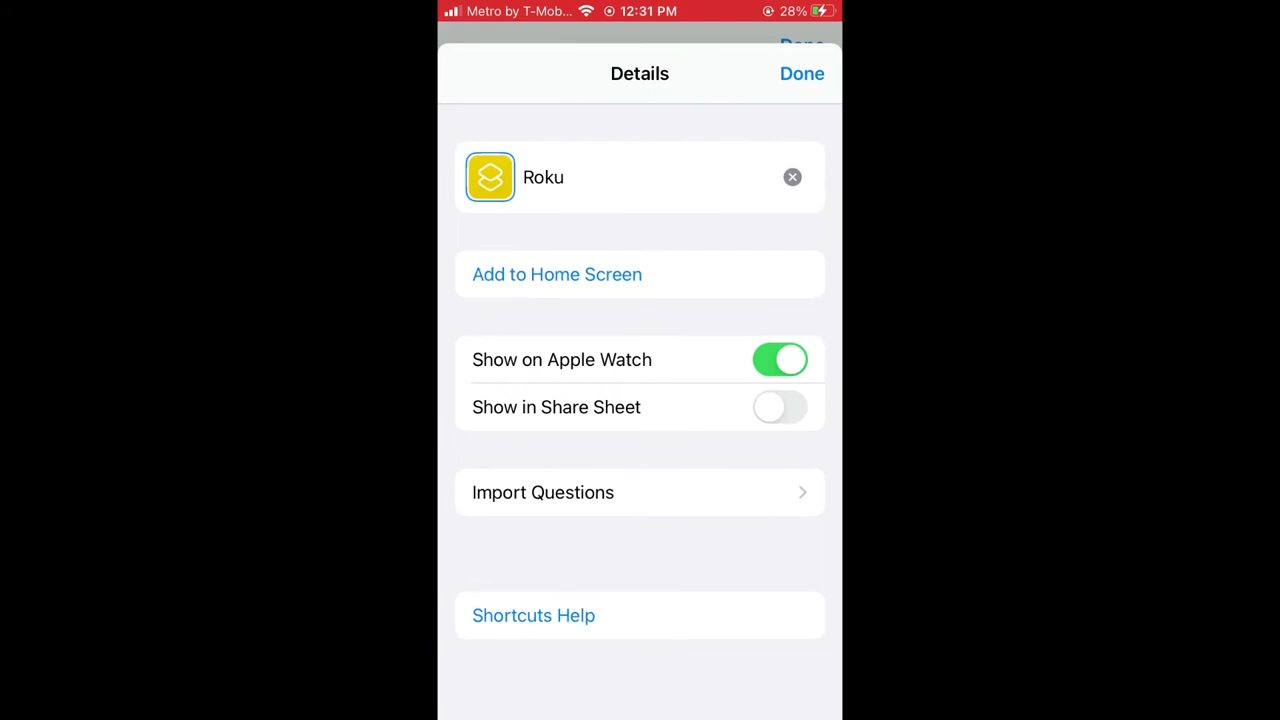 Metro by T-Mob... 12:31 PM 28%
Details Done
Roku
Add to Home Screen
Show on Apple Watch
Show in Share Sheet
Import Questions
Shortcuts Help